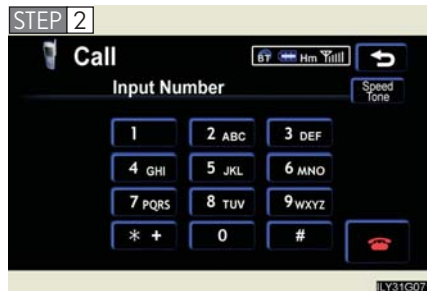 STEP 2
Call
BT Hm
Input Number
Speed Tone
1 2 ABC 3 DEF
4 GHI 5 JKL 6 MNO
7 PQRS 8 TUV 9 WXYZ
* + 0 #
ILY31G07